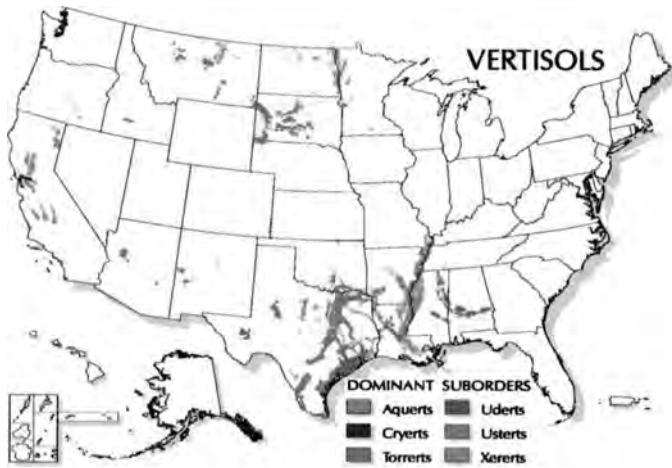 VERTISOLS
DOMINANT SUBORDERS
Aquerts Uderts
Cryerts Usterts
Torrerts Xererts